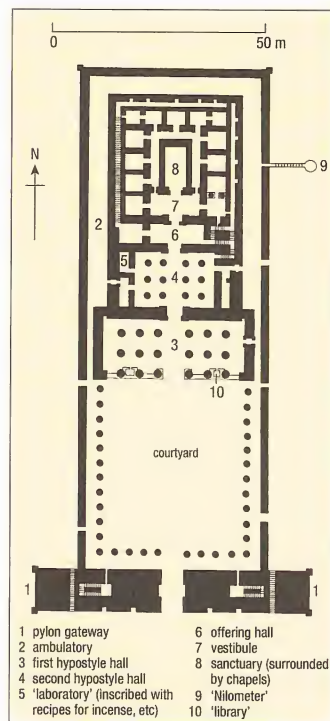 0 50 m
N
9
8
7
2
6
5
4
3
10
courtyard
1 1
1 pylon gateway
2 ambulatory
3 first hypostyle hall
4 second hypostyle hall
5 ‘laboratory’ (inscribed with
recipes for incense, etc)
6 offering hall
7 vestibule
8 sanctuary (surrounded
by chapels)
9 ‘Nilometer’
10 ‘library’